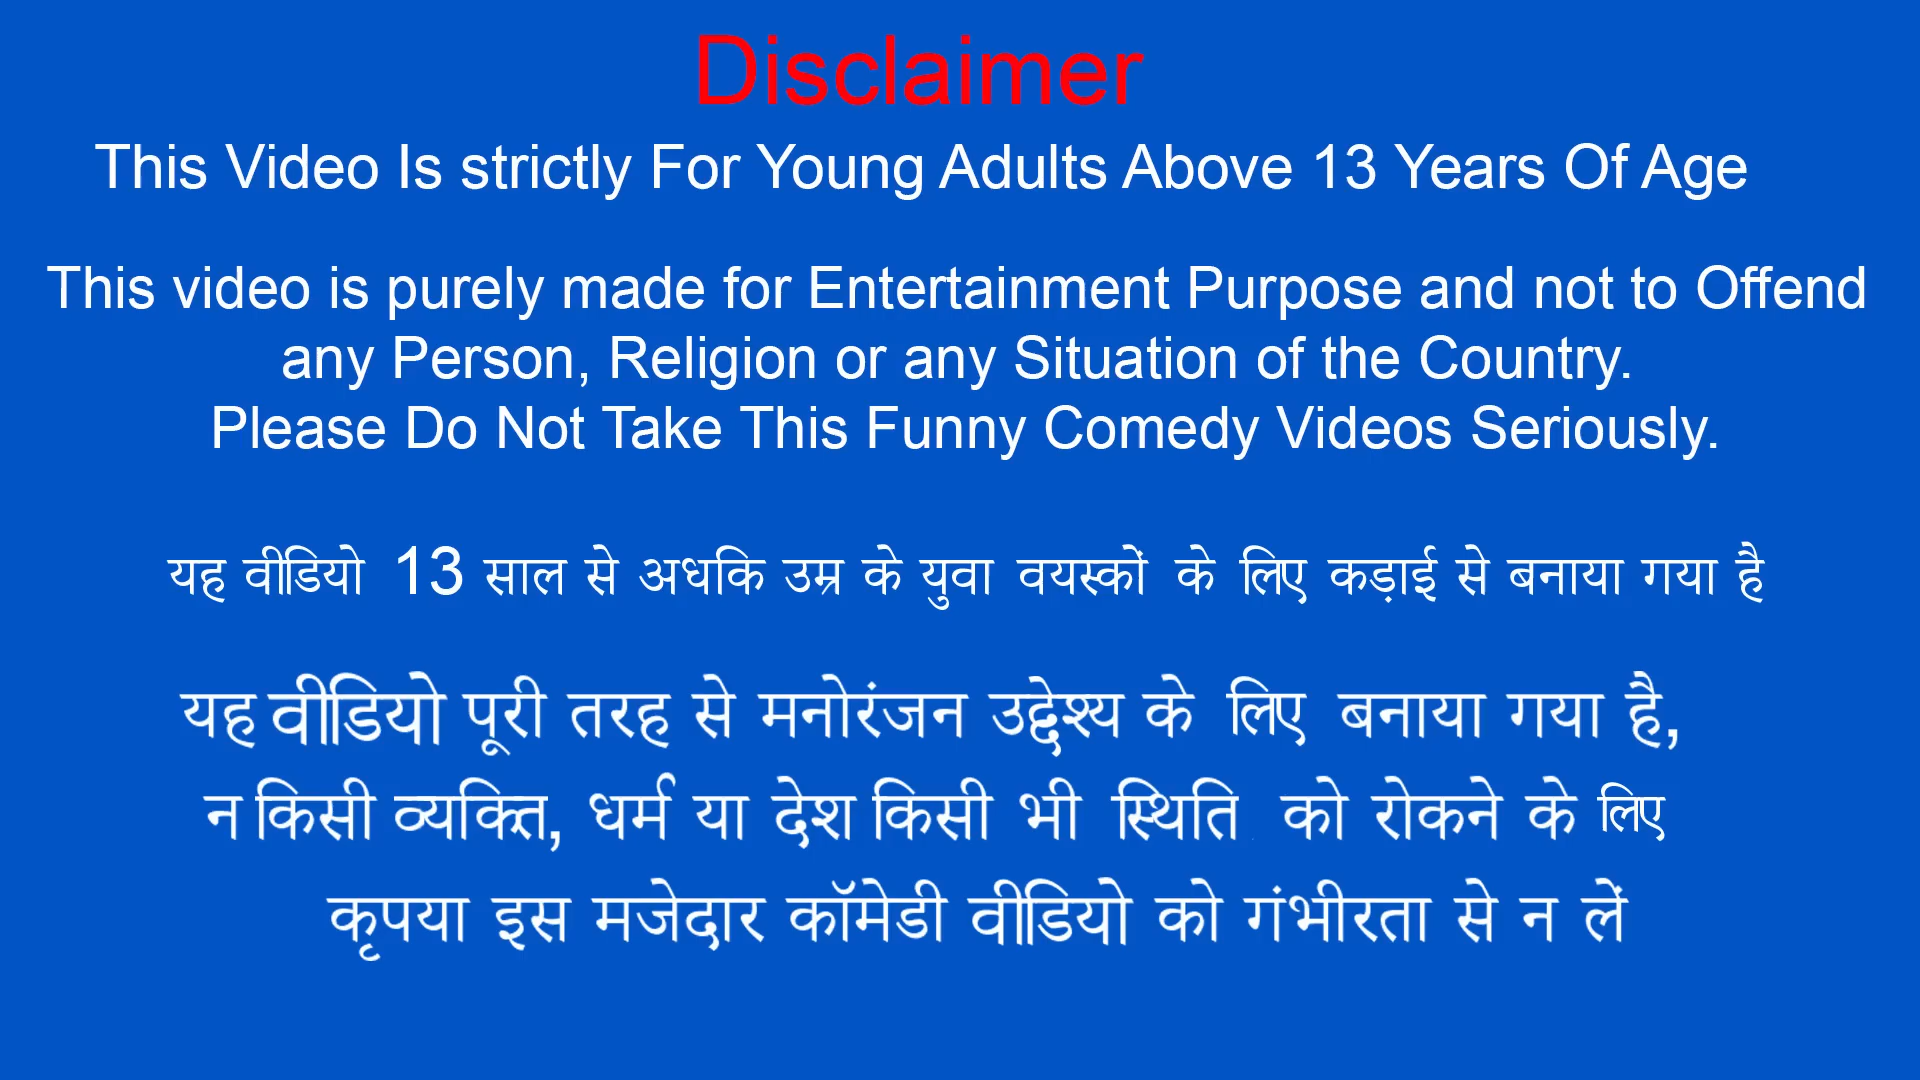 Disclaimer
This Video Is strictly For Young Adults Above 13 Years Of Age
This video is purely made for Entertainment Purpose and not to Offend
any Person, Religion or any Situation of the Country.
Please Do Not Take This Funny Comedy Videos Seriously.
यह वीडियो 13 साल से अधकि उम्र के युवा वयस्कों के लिए कड़ाई से बनाया गया है
यह वीडियो पूरी तरह से मनोरंजन उद्देश्य के लिए बनाया गया है,
न किसी व्यक्ति, धर्म या देश किसी भी स्थिति को रोकने के लिए
कृपया इस मजेदार कॉमेडी वीडियो को गंभीरता से न लें